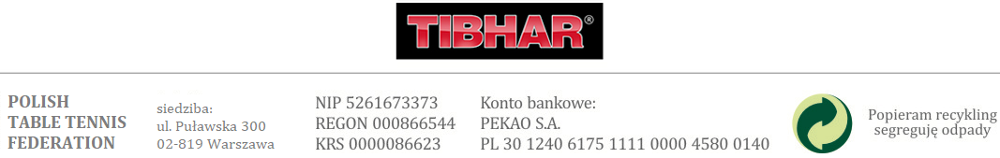 TIBHAR®
POLISH
TABLE TENNIS
FEDERATION
siedziba:
ul. Puławska 300
02-819 Warszawa
NIP 5261673373
REGON 000866544
KRS 0000086623
Konto bankowe:
PEKAO S.A.
PL 30 1240 6175 1111 0000 4580 0140
Popieram recykling
segreguję odpady